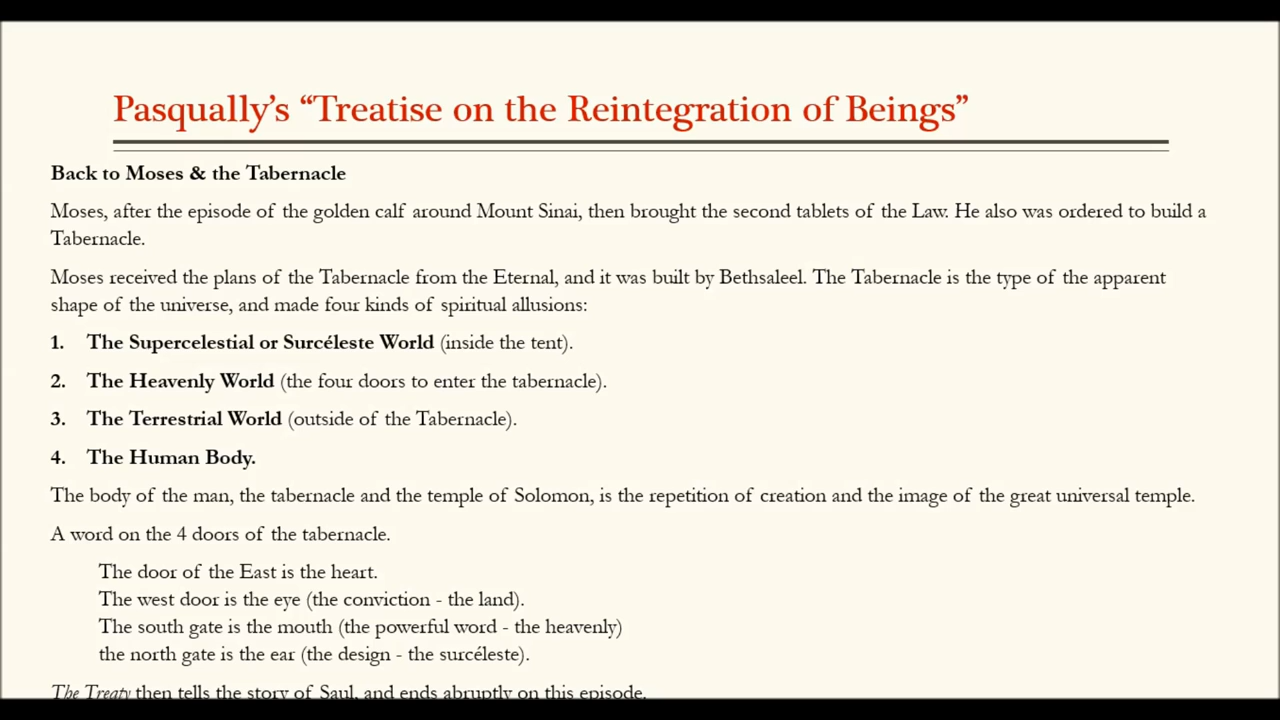 Pasqually's “Treatise on the Reintegration of Beings”
Back to Moses & the Tabernacle
Moses, after the episode of the golden calf around Mount Sinai, then brought the second tablets of the Law. He also was ordered to build a
Tabernacle.
Moses received the plans of the Tabernacle from the Eternal, and it was built by Bethsaleel. The Tabernacle is the type of the apparent
shape of the universe, and made four kinds of spiritual allusions:
1. The Supercelestial or Surcéleste World (inside the tent).
2. The Heavenly World (the four doors to enter the tabernacle).
3. The Terrestrial World (outside of the Tabernacle).
4. The Human Body.
The body of the man, the tabernacle and the temple of Solomon, is the repetition of creation and the image of the great universal temple.
A word on the 4 doors of the tabernacle.
The door of the East is the heart.
The west door is the eye (the conviction - the land).
The south gate is the mouth (the powerful word - the heavenly)
the north gate is the ear (the design - the surcéleste).
The Treaty then tells the story of Saul, and ends abruptly on this episode.